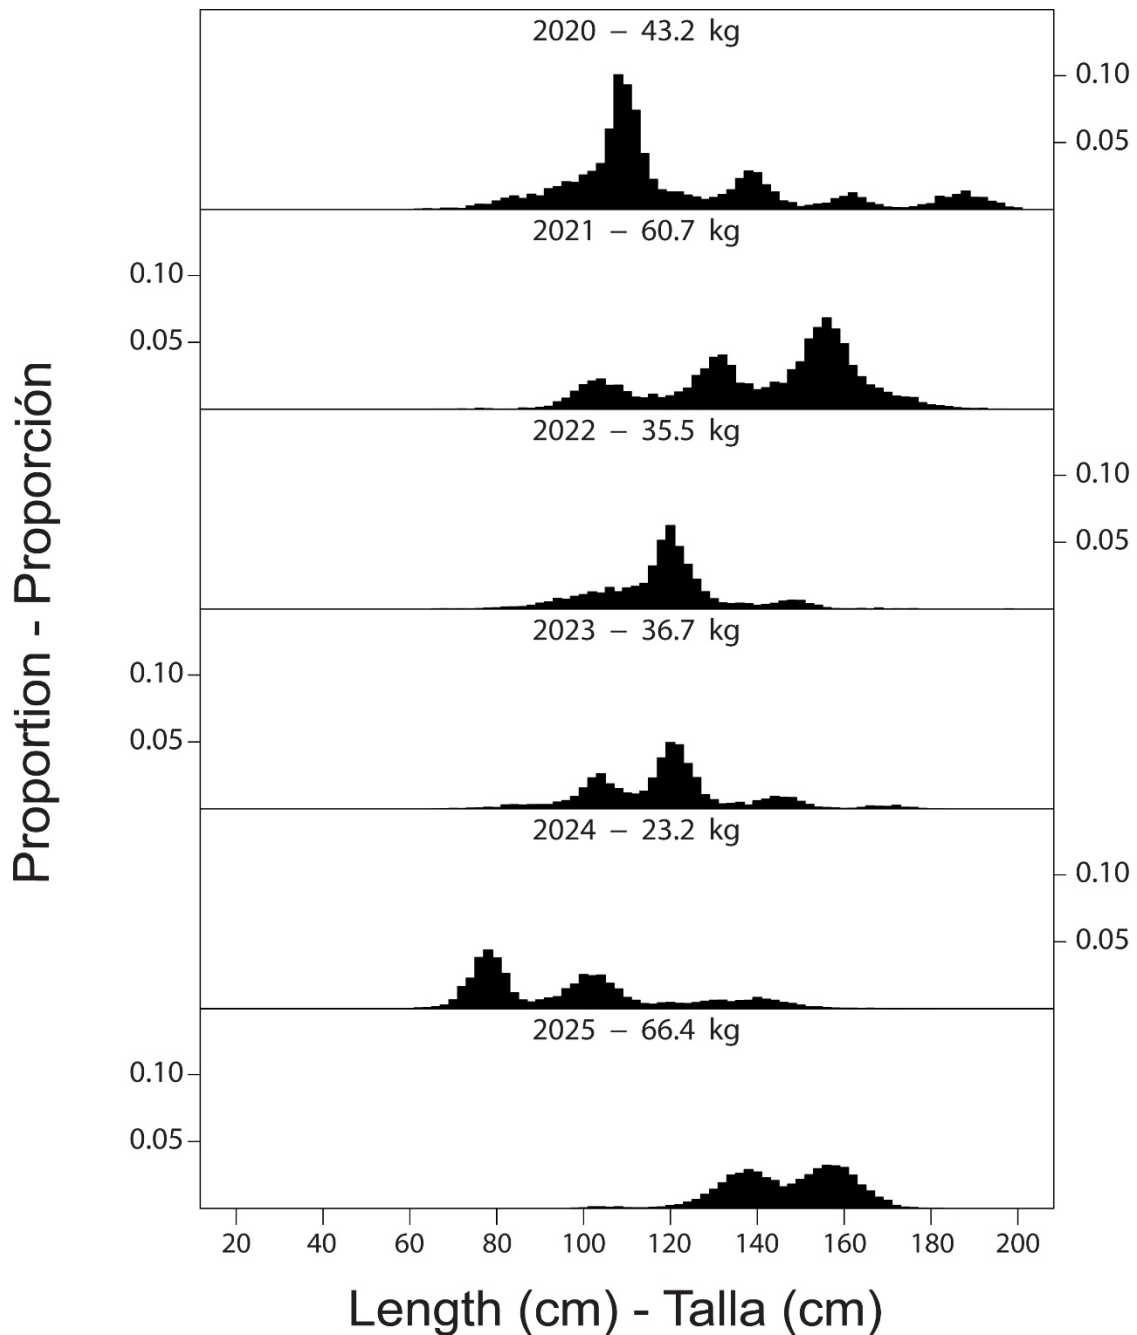 2020 – 43.2 kg
0.10
0.05
2021 – 60.7 kg
0.10
0.05
2022 – 35.5 kg
0.10
0.05
2023 – 36.7 kg
0.10
0.05
2024 – 23.2 kg
0.10
0.05
2025 – 66.4 kg
0.10
0.05
Proportion - Proporción
20 40 60 80 100 120 140 160 180 200
Length (cm) - Talla (cm)